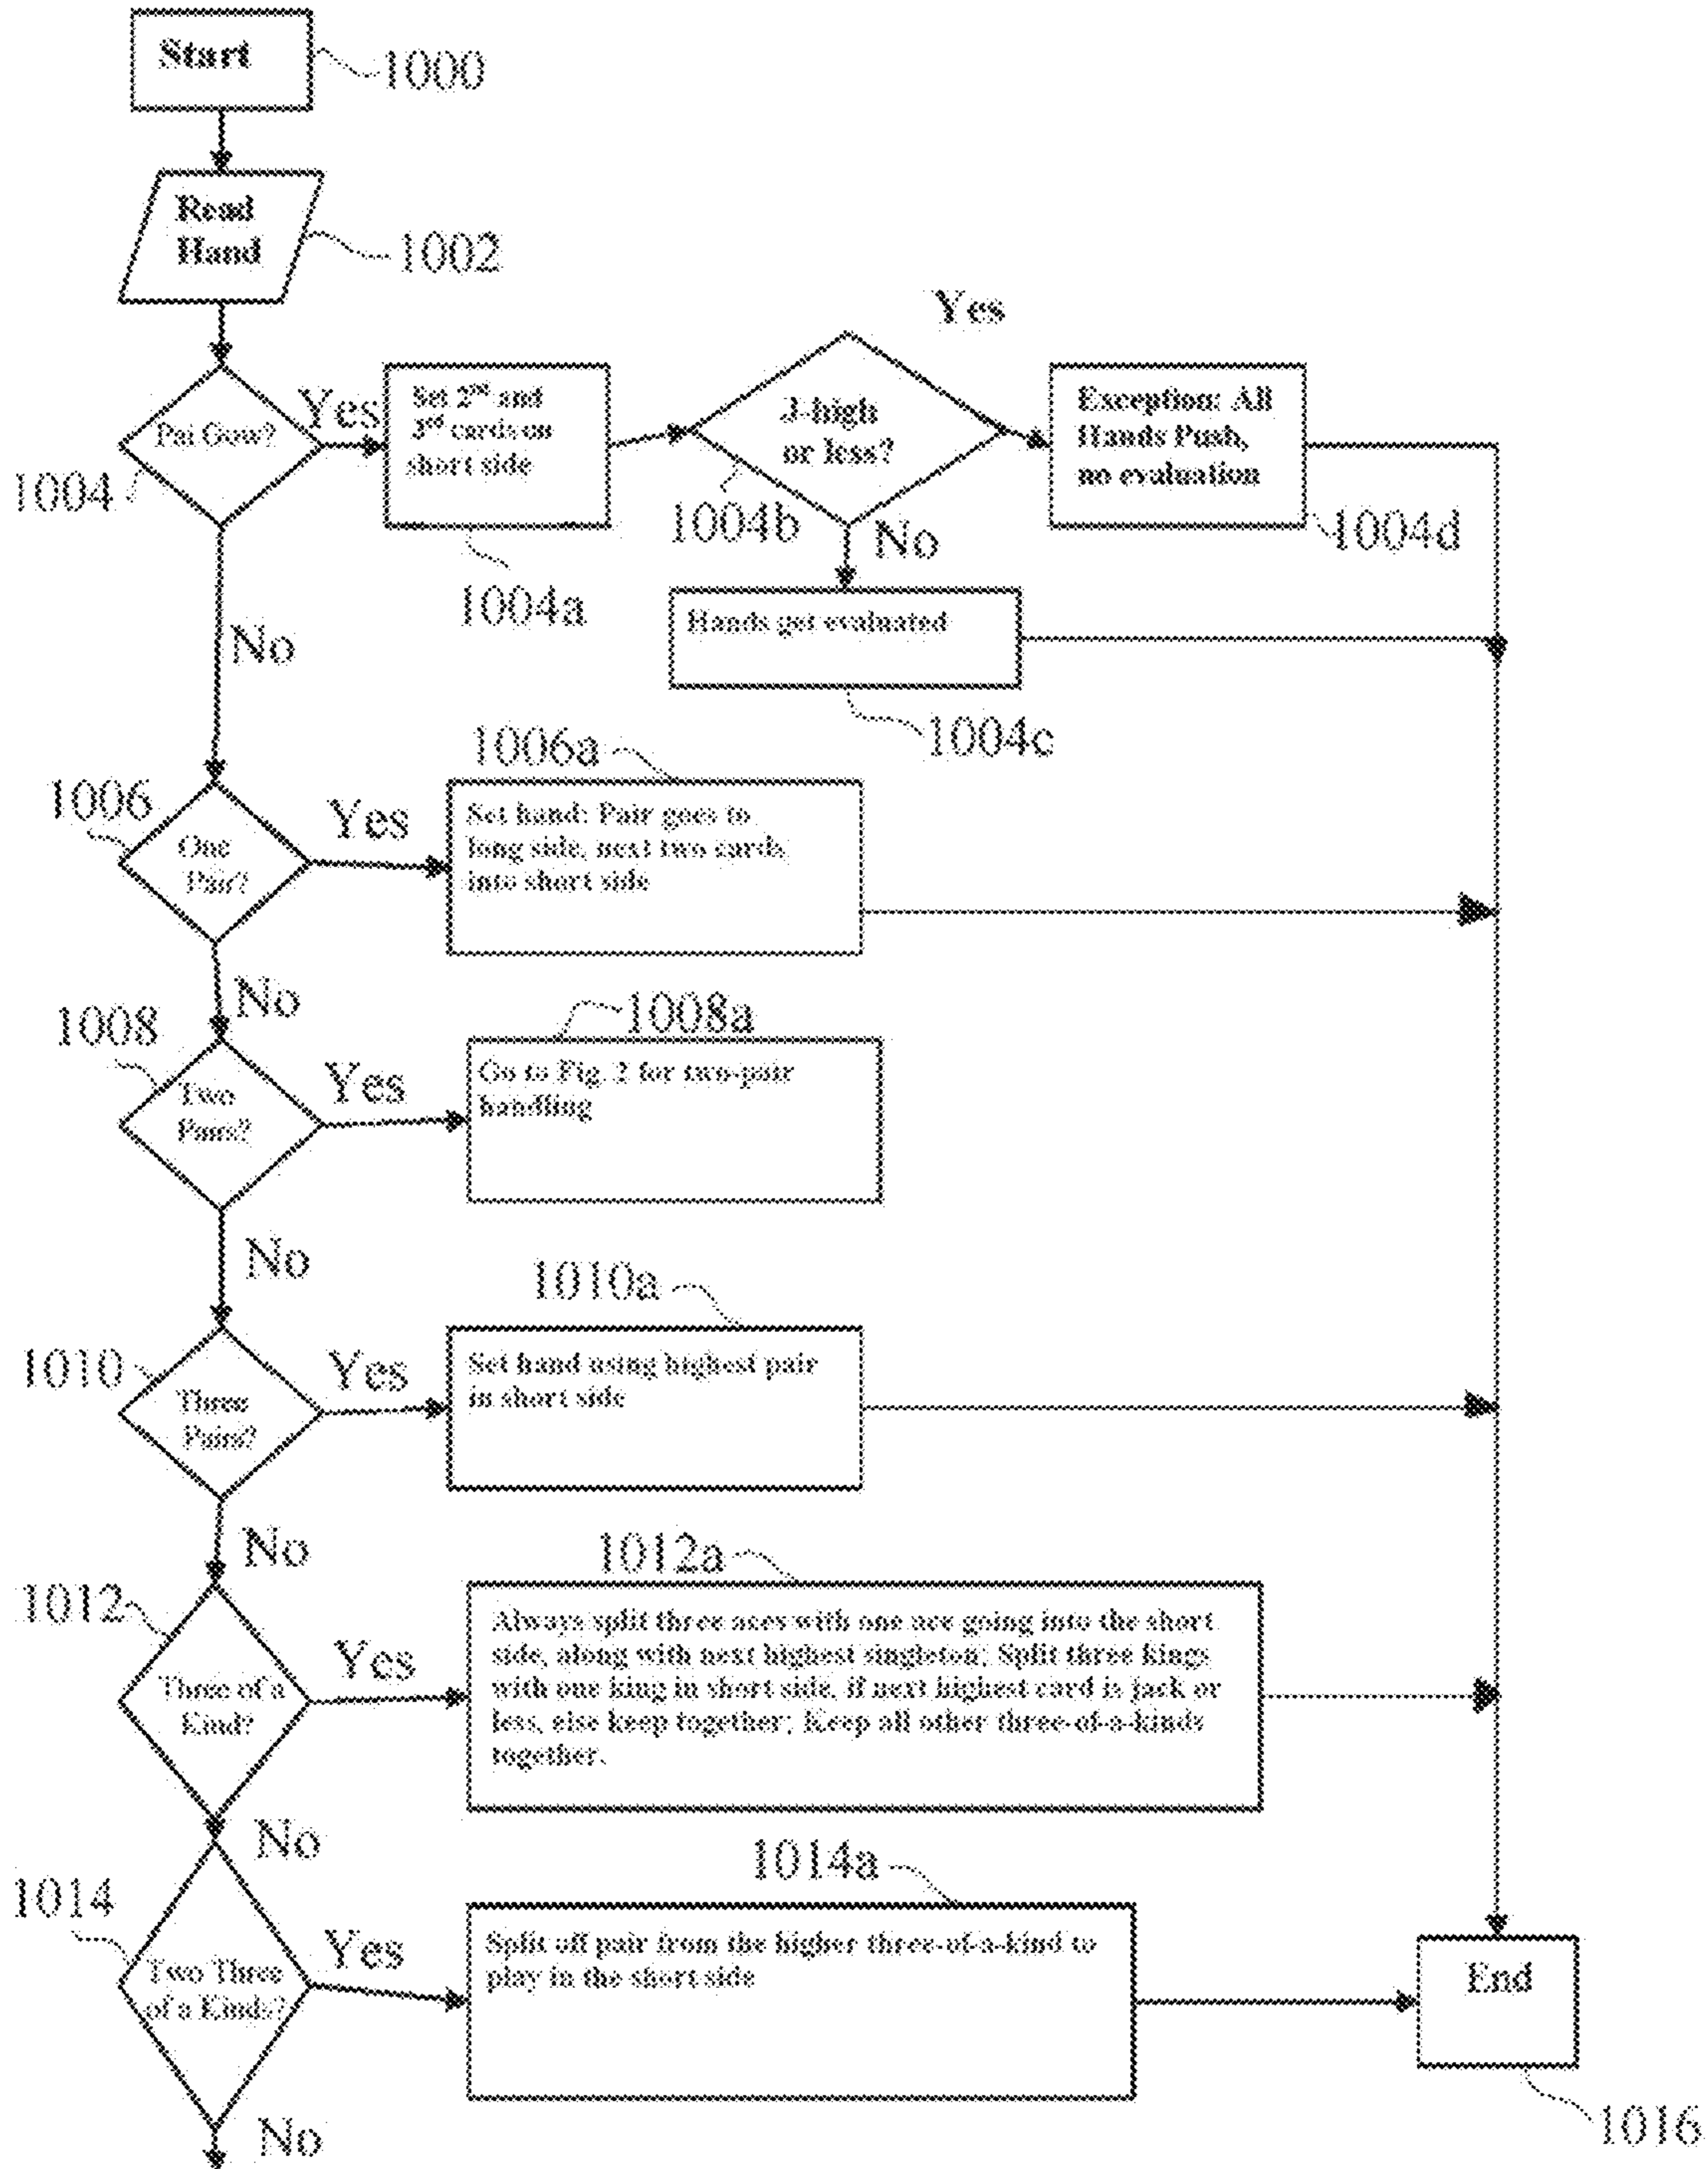 Start
1000
Read
Hand
1002
Yes
Pai Gow?
Yes
1004
Set 2nd and
3rd cards on
short side
1004a
J-high
or less?
1004b
No
Exception: All
Hands Push,
no evaluation
1004d
Hands get evaluated
1004c
No
1006
One
Pair?
Yes
1006a
Set hand: Pair goes to
long side, next two cards
into short side
No
1008
Two
Pairs?
Yes
1008a
Go to Fig. 2 for two-pair
handling
No
1010
Three
Pairs?
Yes
1010a
Set hand using highest pair
in short side
No
1012
Three of a
Kind?
Yes
1012a
Always split three aces with one ace going into the short
side, along with next highest singleton; Split three kings
with one king in short side, if next highest card is jack or
less, else keep together; Keep all other three-of-a-kinds
together.
No
1014
Two Three
of a Kinds?
Yes
1014a
Split off pair from the higher three-of-a-kind to
play in the short side
End
1016
No